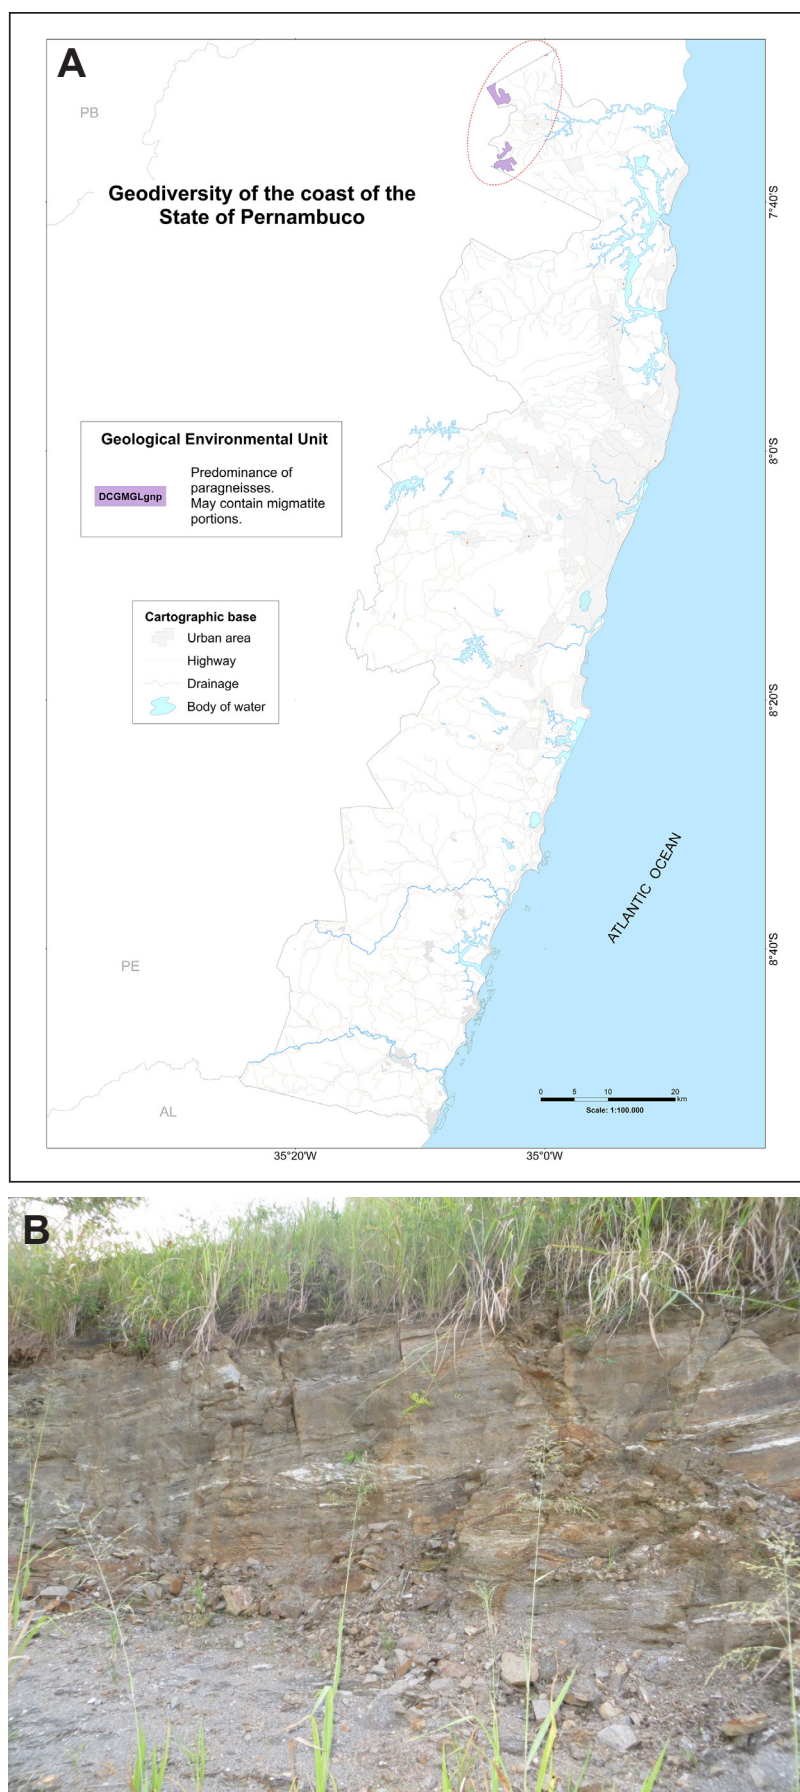 A
PB
Geodiversity of the coast of the
State of Pernambuco
7°40'S
Geological Environmental Unit
DCGMGLgnp
Predominance of
paragneisses.
May contain migmatite
portions.
8°0'S
Cartographic base
Urban area
Highway
Drainage
Body of water
8°20'S
ATLANTIC OCEAN
8°40'S
PE
AL
0 5 10 20
km
Scale: 1:100.000
35°20'W 35°0'W
B